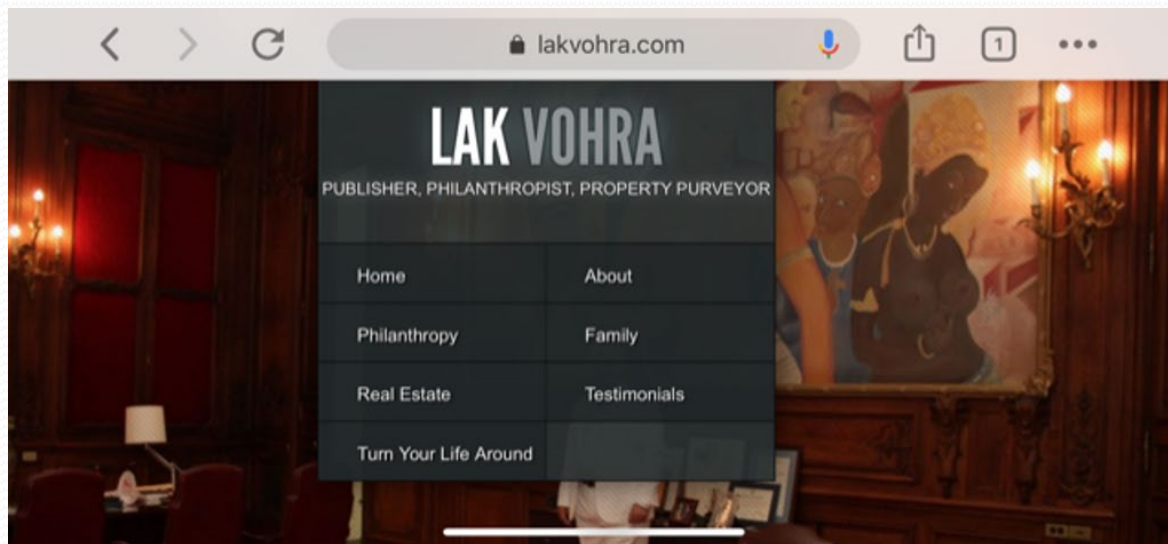 lakvohra.com
1
LAK VOHRA
PUBLISHER, PHILANTHROPIST, PROPERTY PURVEYOR
Home
About
Philanthropy
Family
Real Estate
Testimonials
Turn Your Life Around